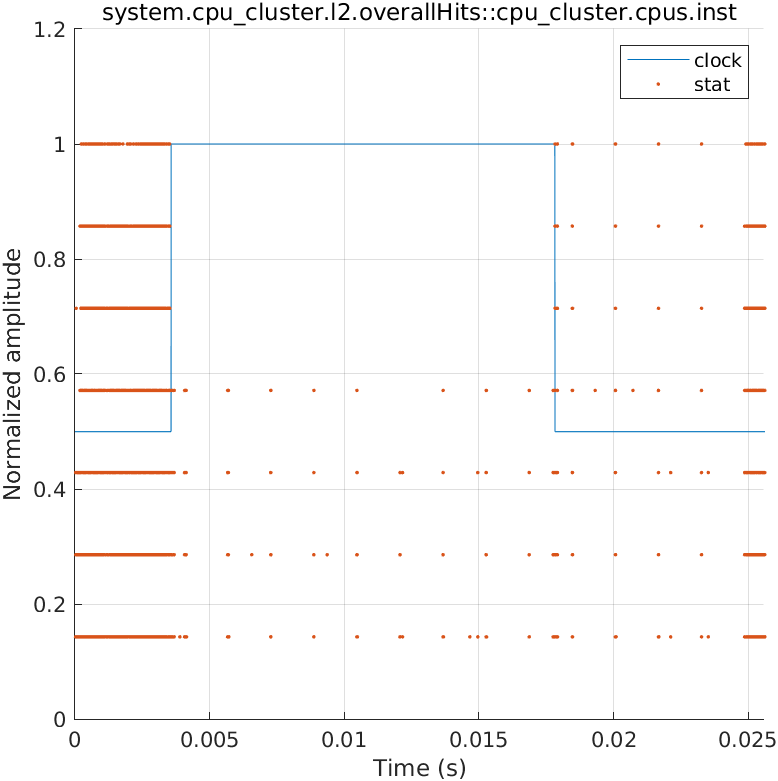 system.cpu_cluster.l2.overallHits::cpu_cluster.cpus.inst
1.2
clock
stat
1
0.8
0.6
0.4
0.2
0
Normalized amplitude
0 0.005 0.01 0.015 0.02 0.025
Time (s)